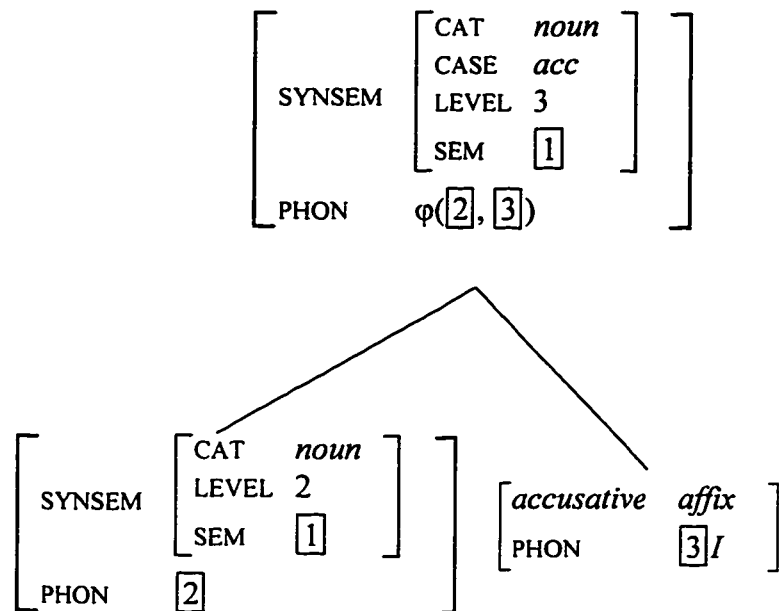 CAT noun
CASE acc
SYNSEM LEVEL 3
SEM 1
PHON φ(2, 3)
CAT noun
SYNSEM LEVEL 2
SEM 1
PHON 2
accusative affix
PHON 3 I